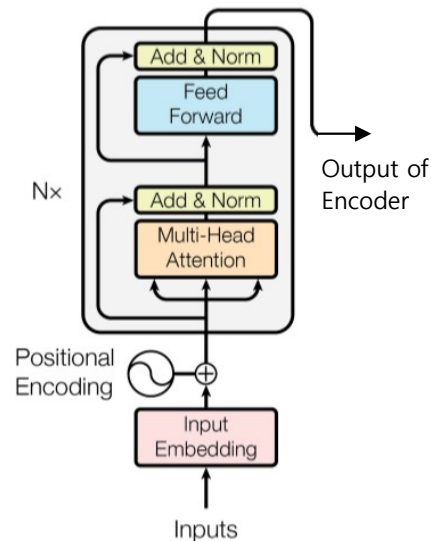 Add & Norm
Feed
Forward
Output of
Encoder
N×
Add & Norm
Multi-Head
Attention
Positional
Encoding
Input
Embedding
Inputs